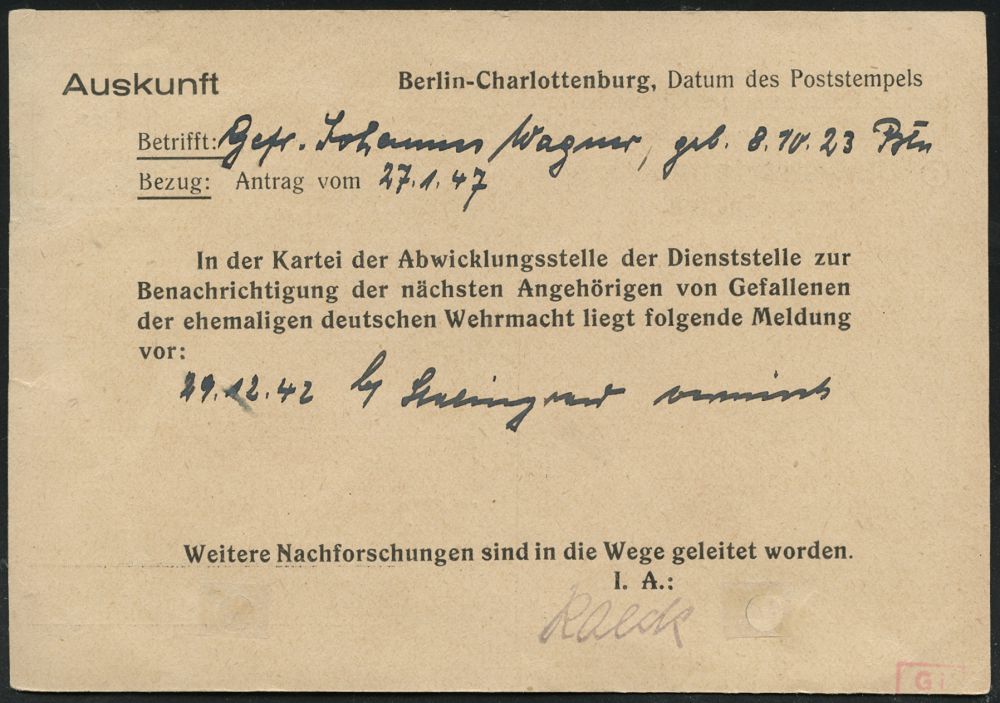 Auskunft
Berlin-Charlottenburg, Datum des Poststempels
Betrifft: Gefr. Johannes Wagner, geb. 8.10.23
Bezug: Antrag vom 27.1.47
In der Kartei der Abwicklungsstelle der Dienststelle zur
Benachrichtigung der nächsten Angehörigen von Gefallenen
der ehemaligen deutschen Wehrmacht liegt folgende Meldung
vor:
29.12.42 Stalingrad vermisst
Weitere Nachforschungen sind in die Wege geleitet worden.
I. A.: